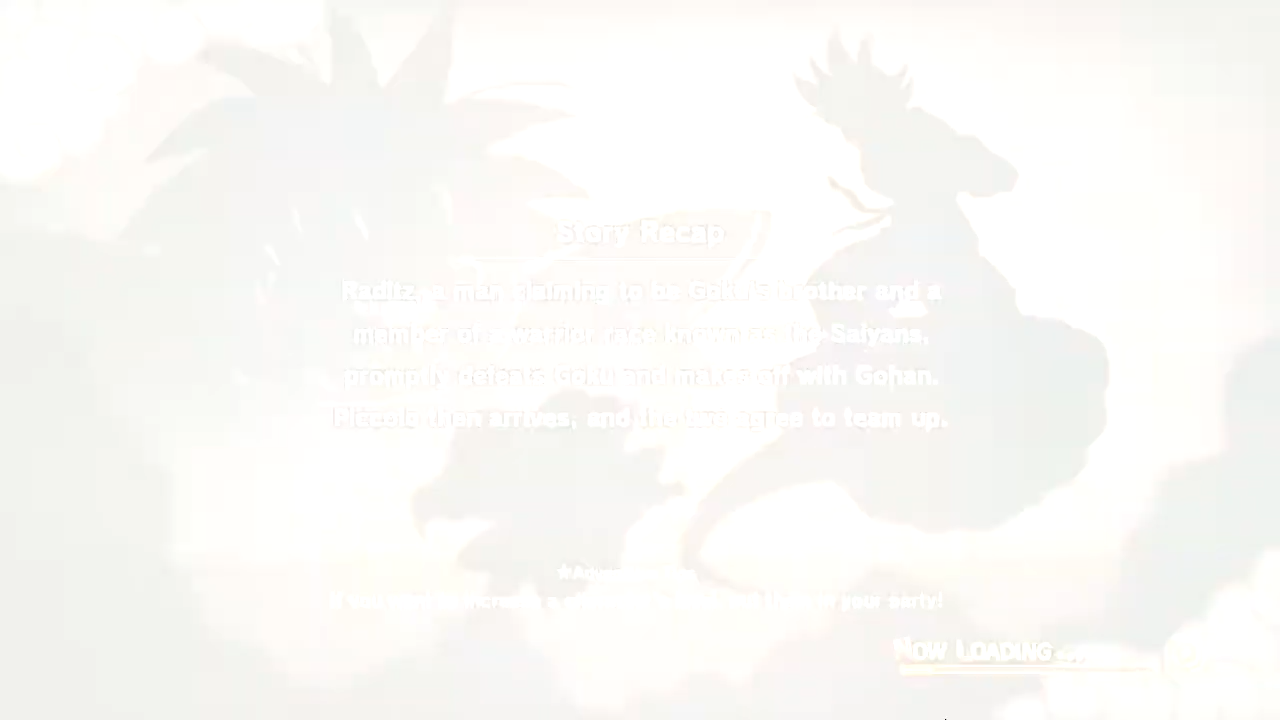 Story Recap
Raditz, a man claiming to be Goku's brother and a
member of a warrior race known as the Saiyans,
promptly defeats Goku and makes off with Gohan.
Piccolo then arrives, and the two agree to team up.
your party!
NOW LOADING...